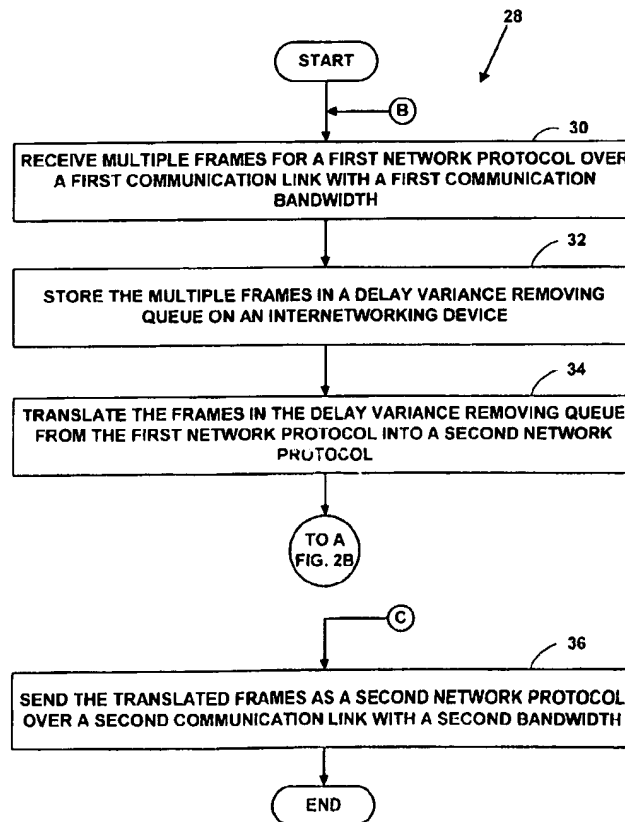 28
START
B
30
RECEIVE MULTIPLE FRAMES FOR A FIRST NETWORK PROTOCOL OVER
A FIRST COMMUNICATION LINK WITH A FIRST COMMUNICATION
BANDWIDTH
32
STORE THE MULTIPLE FRAMES IN A DELAY VARIANCE REMOVING
QUEUE ON AN INTERNETWORKING DEVICE
34
TRANSLATE THE FRAMES IN THE DELAY VARIANCE REMOVING QUEUE
FROM THE FIRST NETWORK PROTOCOL INTO A SECOND NETWORK
PROTOCOL
TO A
FIG. 2B
C
36
SEND THE TRANSLATED FRAMES AS A SECOND NETWORK PROTOCOL
OVER A SECOND COMMUNICATION LINK WITH A SECOND BANDWIDTH
END